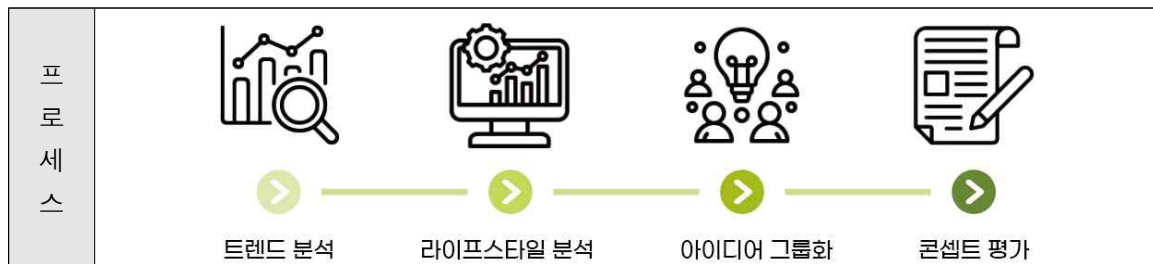 프
로
세
스
트렌드 분석
라이프스타일 분석
아이디어 그룹화
콘셉트 평가